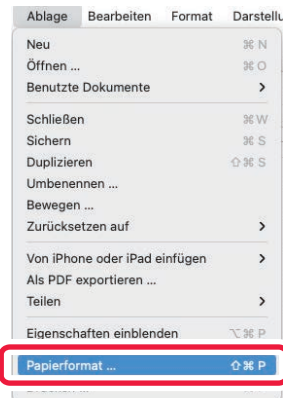 Ablage Bearbeiten Format Darstellu
Neu ⌘ N
Öffnen ... ⌘ O
Benutzte Dokumente >
Schließen ⌘ W
Sichern ⌘ S
Duplizieren ⇧ ⌘ S
Umbenennen ...
Bewegen ...
Zurücksetzen auf >
Von iPhone oder iPad einfügen >
Als PDF exportieren ...
Teilen >
Eigenschaften einblenden ⌥ ⌘ P
Papierformat ... ⇧ ⌘ P